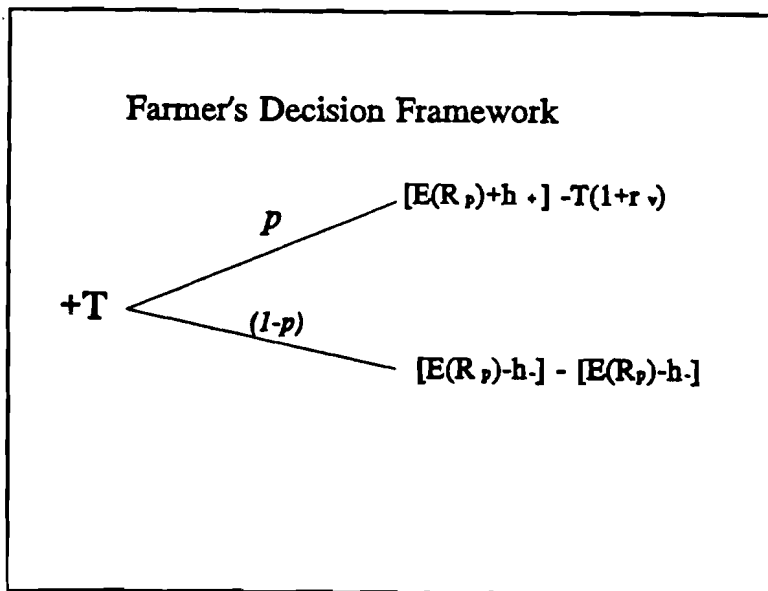 Farmer's Decision Framework
[E(R p)+h +] -T(1+r v)
p
+T
(1-p)
[E(R p)-h-] - [E(Rp)-h-]